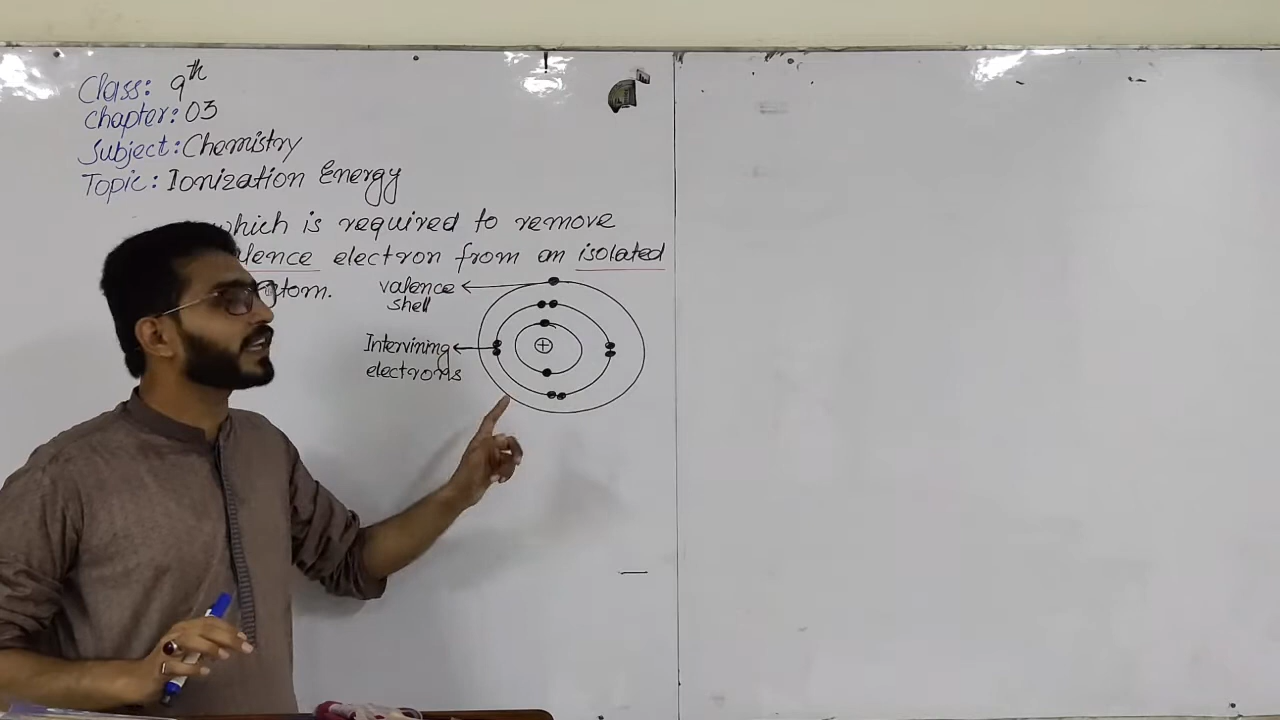 Class: 9th
Chapter: 03
Subject: Chemistry
Topic: Ionization Energy
which is required to remove
electron from an isolated
atom.
valence
shell
+
Intervining
electrons